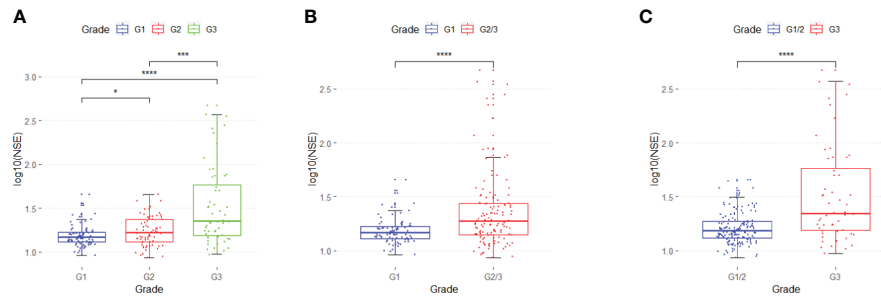 A
Grade G1 G2 G3
***
****
*
3.0
2.5
2.0
1.5
1.0
log10(NSE)
G1 G2 G3
Grade
B
Grade G1 G2/3
****
2.5
2.0
1.5
1.0
log10(NSE)
G1 G2/3
Grade
C
Grade G1/2 G3
****
2.5
2.0
1.5
1.0
log10(NSE)
G1/2 G3
Grade